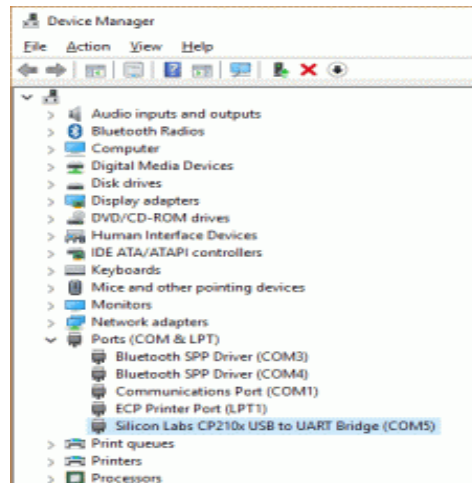 Device Manager
File Action View Help
Audio inputs and outputs
Bluetooth Radios
Computer
Digital Media Devices
Disk drives
Display adapters
DVD/CD-ROM drives
Human Interface Devices
IDE ATA/ATAPI controllers
Keyboards
Mice and other pointing devices
Monitors
Network adapters
Ports (COM & LPT)
Bluetooth SPP Driver (COM3)
Bluetooth SPP Driver (COM4)
Communications Port (COM1)
ECP Printer Port (LPT1)
Silicon Labs CP210x USB to UART Bridge (COM5)
Print queues
Printers
Processors